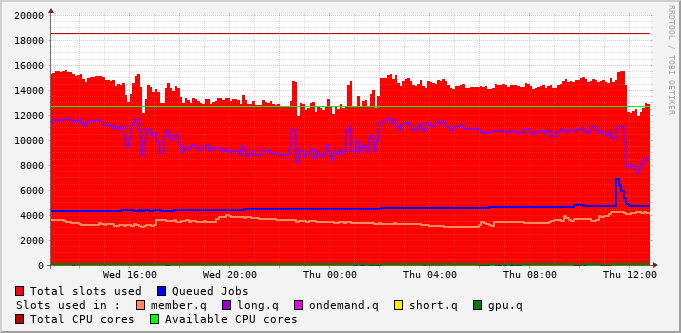 RRDTOOL / TOBI OETIKER
20000
18000
16000
14000
12000
10000
8000
6000
4000
2000
0
Wed 16:00 Wed 20:00 Thu 00:00 Thu 04:00 Thu 08:00 Thu 12:00
Total slots used Queued Jobs
Slots used in : member.q long.q ondemand.q short.q gpu.q
Total CPU cores Available CPU cores